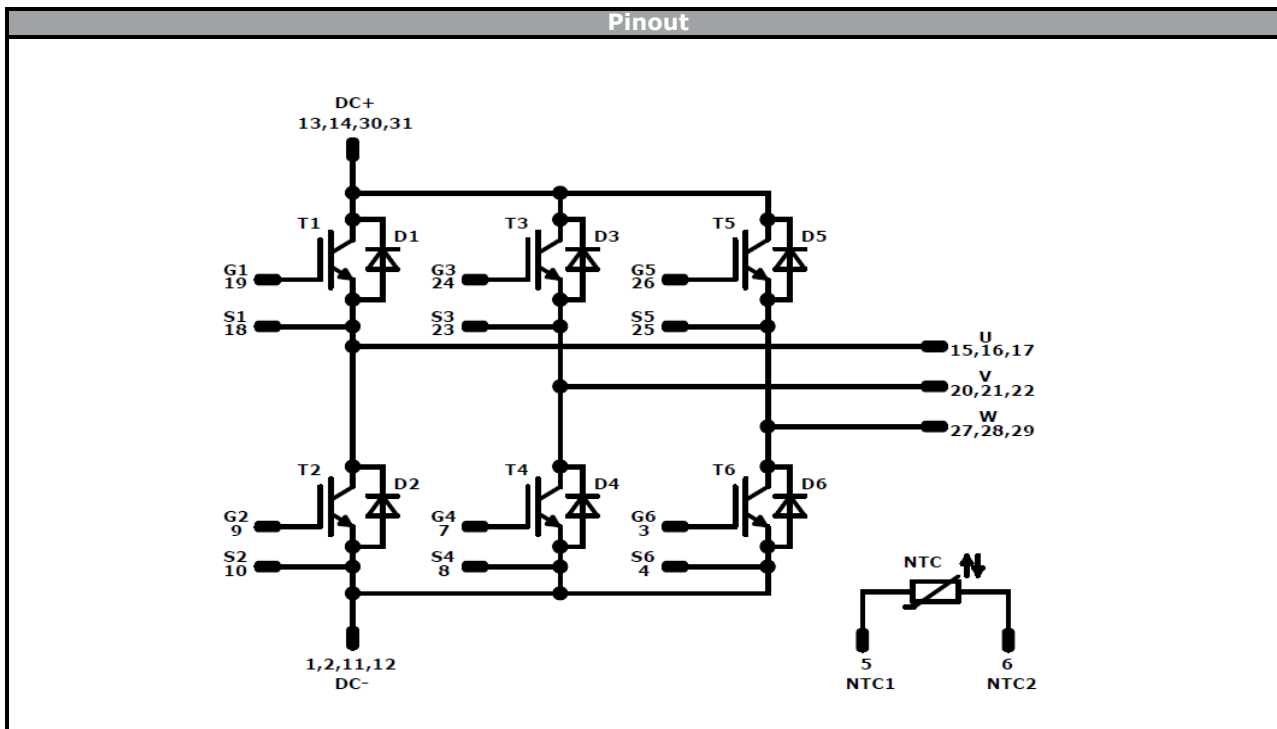 Pinout
DC+
13,14,30,31
T1
D1
T3
D3
T5
D5
G1
19
G3
24
G5
26
S1
18
S3
23
S5
25
U
15,16,17
V
20,21,22
W
27,28,29
T2
D2
T4
D4
T6
D6
G2
9
G4
7
G6
3
S2
10
S4
8
S6
4
NTC
1,2,11,12
DC-
5
NTC1
6
NTC2